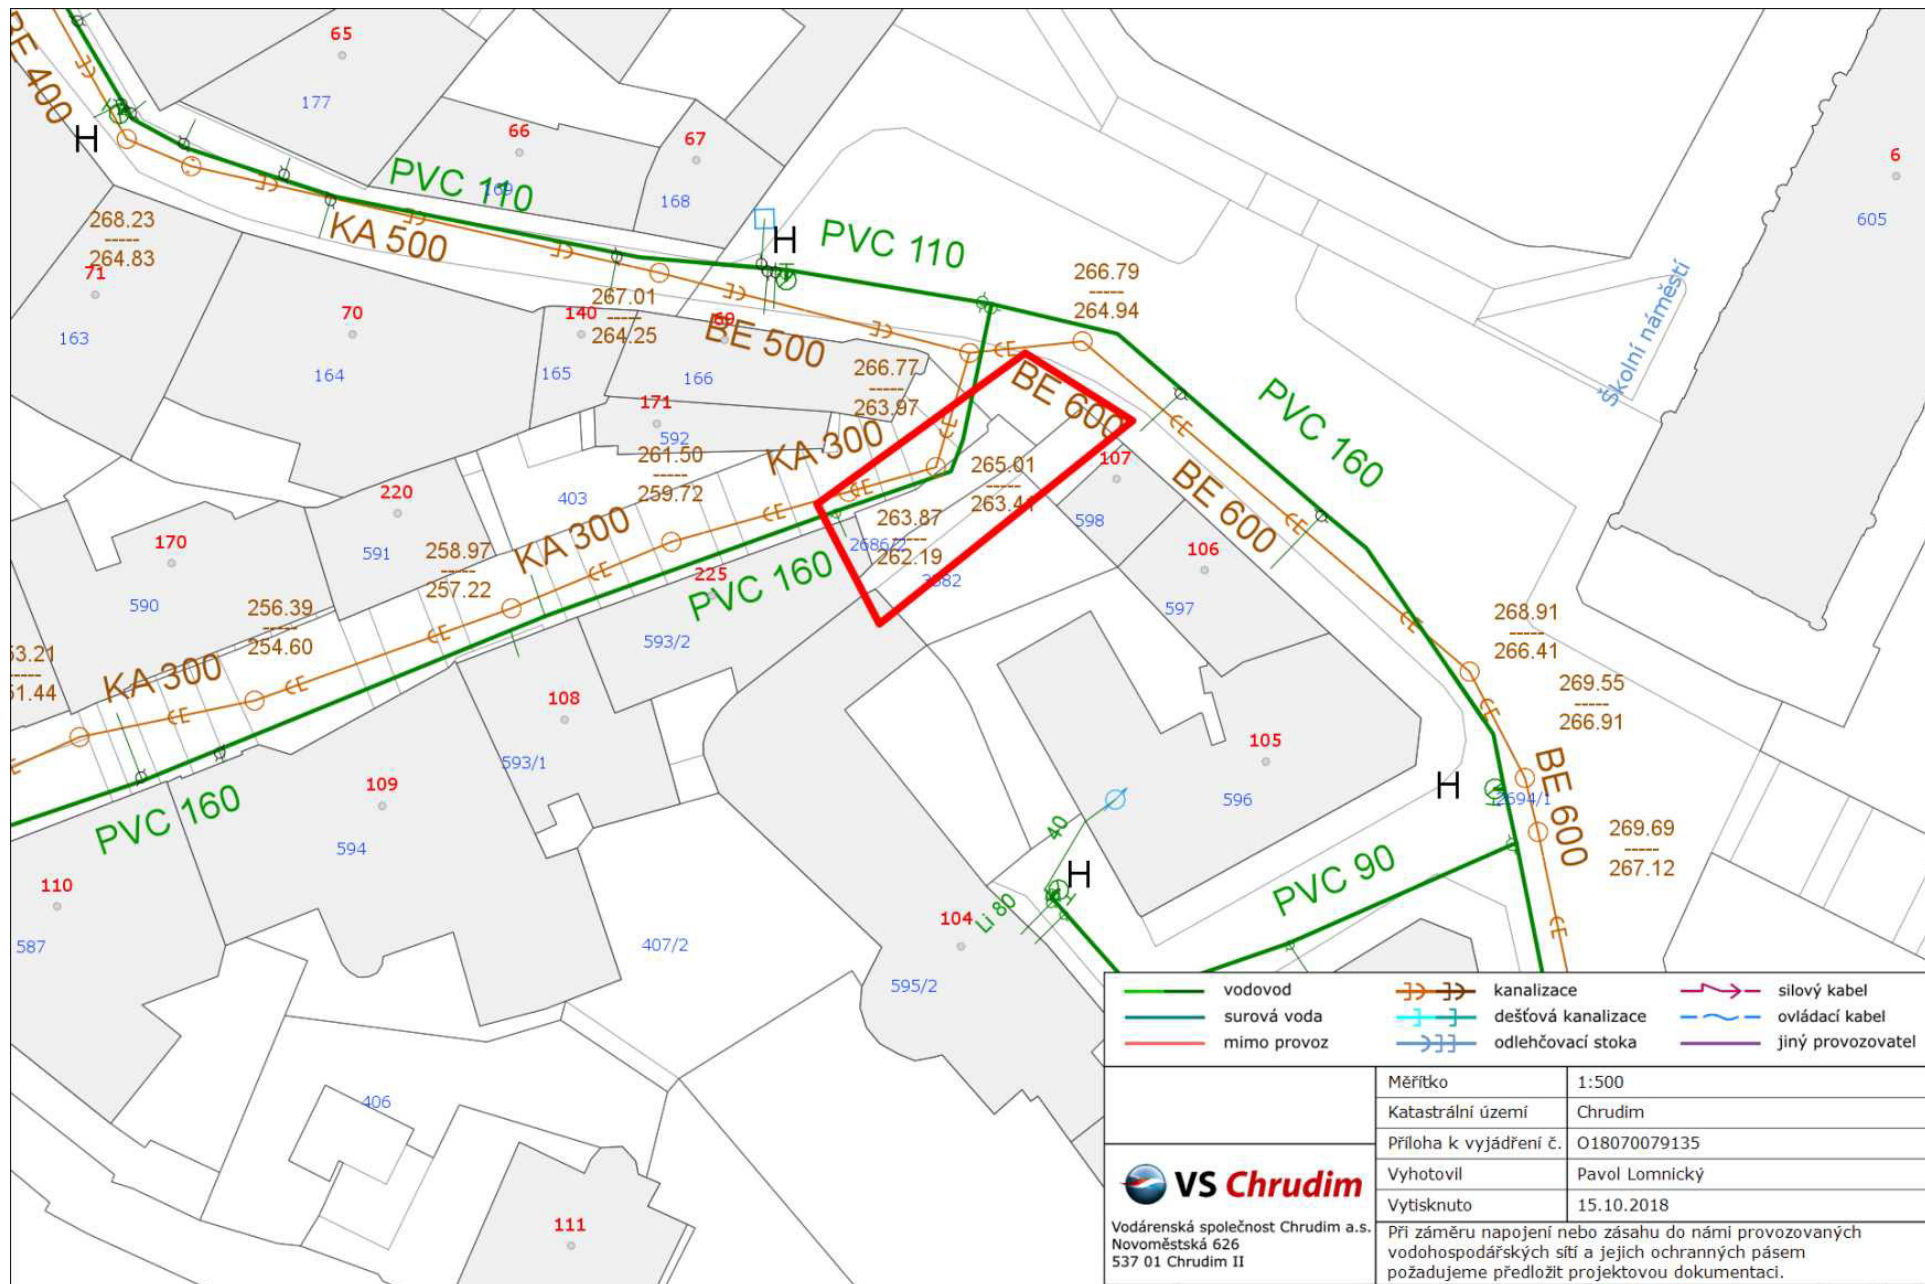 65
BE 400
177
H
66
67
PVC 110
169
168
6
605
268.23
-----
264.83
71
KA 500
H
PVC 110
266.79
-----
264.94
Školní náměstí
163
70
164
267.01
-----
264.25
140
165
69
BE 500
166
266.77
-----
263.97
BE 600
PVC 160
171
592
KA 300
261.50
-----
259.72
265.01
-----
107
BE 600
598
403
220
591
170
590
258.97
-----
257.22
KA 300
263.87
-----
262.19
106
597
225
PVC 160
593/2
256.39
-----
254.60
KA 300
53.21
-----
51.44
268.91
-----
266.41
269.55
-----
266.91
108
593/1
105
596
H
2694/1
BE 600
109
594
PVC 160
40
H
Li 80
PVC 90
269.69
-----
267.12
110
587
407/2
104
595/2
406
111
vodovod
surová voda
mimo provoz
kanalizace
dešťová kanalizace
odlehčovací stoka
silový kabel
ovládací kabel
jiný provozovatel
Měřítko 1:500
Katastrální území Chrudim
Příloha k vyjádření č. O18070079135
Vyhotovil Pavol Lomnický
Vytisknuto 15.10.2018
VS Chrudim
Vodárenská společnost Chrudim a.s.
Novoměstská 626
537 01 Chrudim II
Při záměru napojení nebo zásahu do námi provozovaných
vodohospodářských sítí a jejich ochranných pásem
požadujeme předložit projektovou dokumentaci.